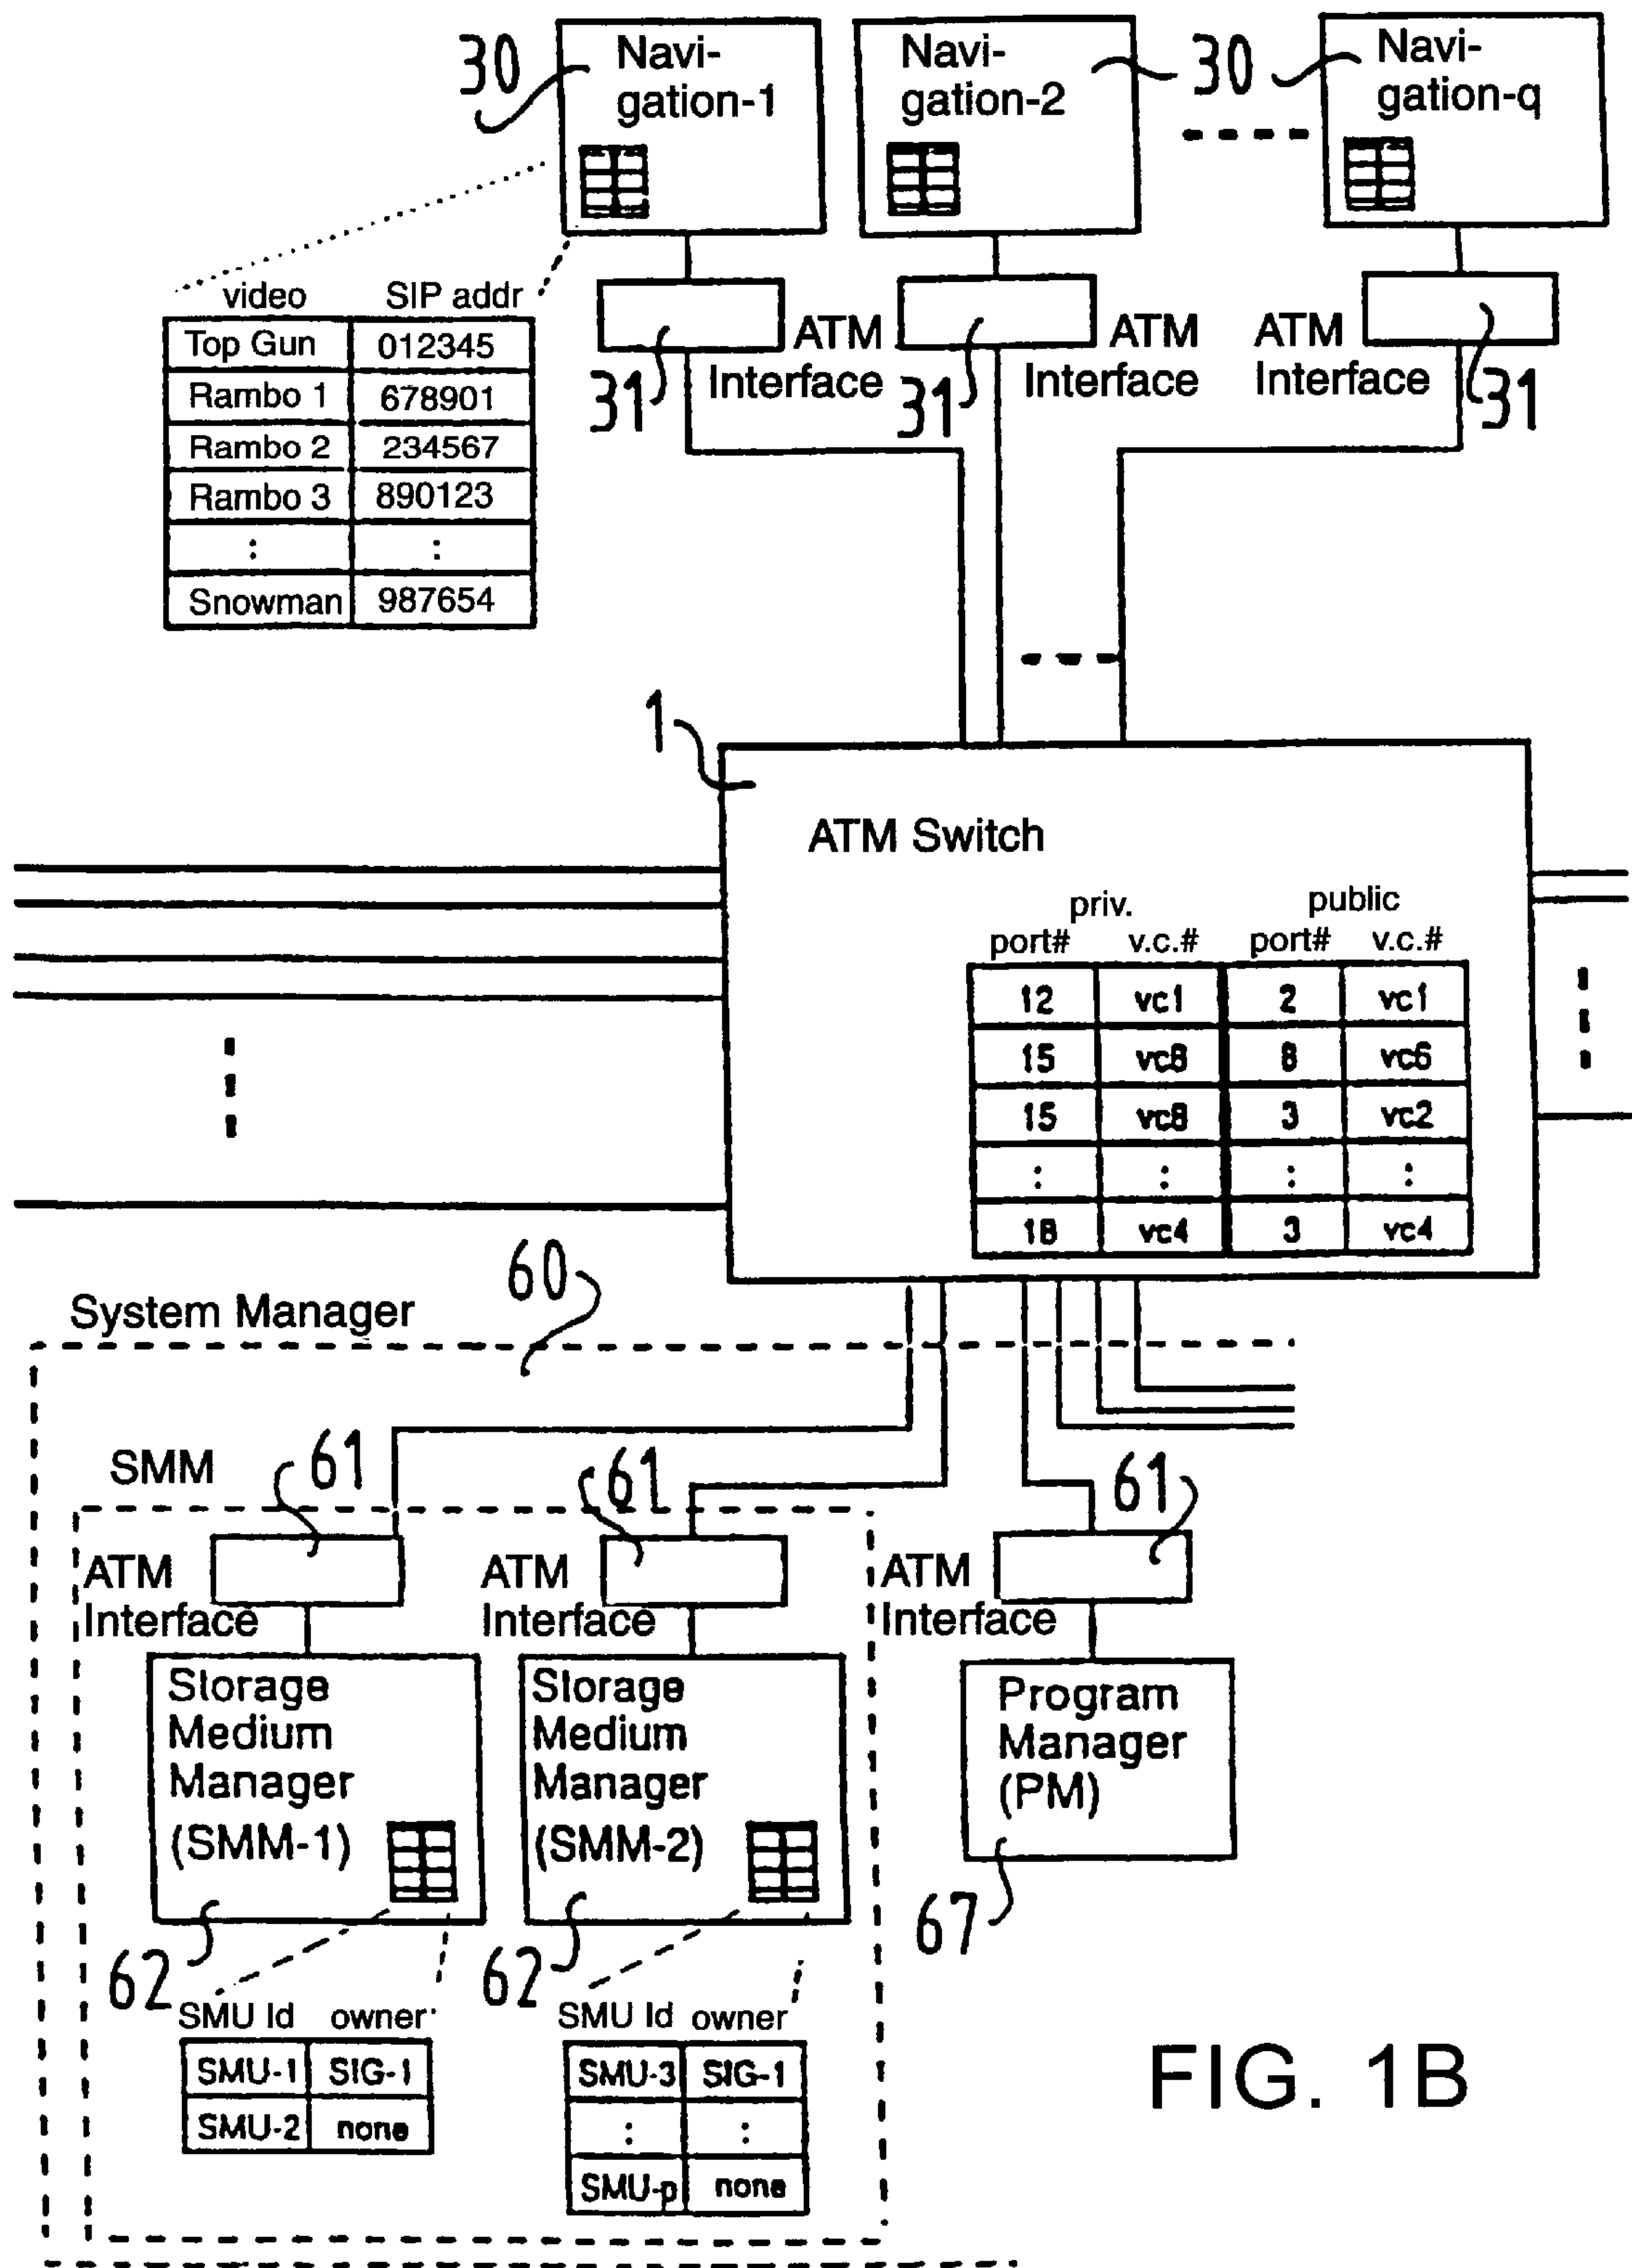 30
Navi-
gation-1
Navi-
gation-2
30
Navi-
gation-q
video SIP addr
Top Gun 012345
Rambo 1 678901
Rambo 2 234567
Rambo 3 890123
: :
Snowman 987654
31
ATM
Interface
31
ATM
Interface
ATM
Interface
31
1
ATM Switch
priv. public
port# v.c.# port# v.c.#
12 vc1 2 vc1
15 vc8 8 vc6
15 vc8 3 vc2
: : : :
18 vc4 3 vc4
System Manager
60
SMM
61
61
61
ATM
Interface
ATM
Interface
ATM
Interface
Storage
Medium
Manager
(SMM-1)
Storage
Medium
Manager
(SMM-2)
Program
Manager
(PM)
62
62
67
SMU Id owner
SMU-1 SIG-1
SMU-2 none
SMU Id owner
SMU-3 SIG-1
: :
SMU-p none
FIG. 1B